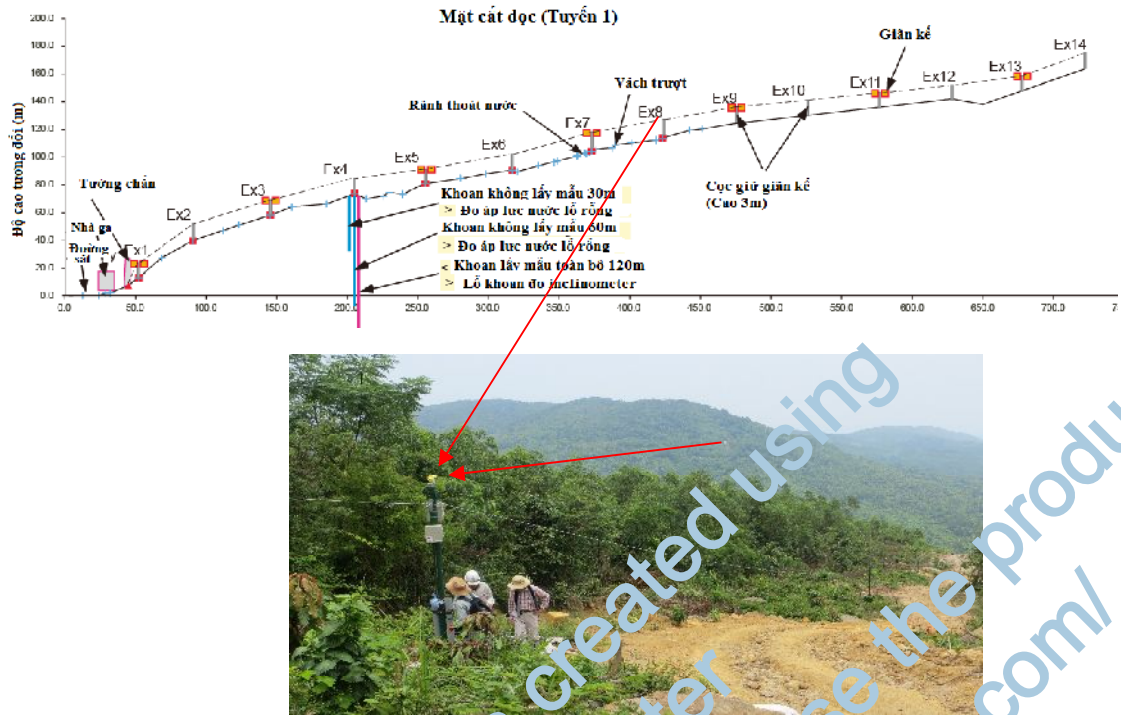 Mặt cắt dọc (Tuyến 1)
Độ cao tương đối (m)
200.0
180.0
160.0
140.0
120.0
100.0
80.0
60.0
40.0
20.0
0.0
0.0 50.0 100.0 150.0 200.0 250.0 300.0 350.0 400.0 450.0 500.0 550.0 600.0 650.0 700.0
Đường sắt
Nhà ga
Tường chắn
Ex1
Ex2
Ex3
Ex4
Ex5
Ex6
Ex7
Ex8
Ex9
Ex10
Ex11
Ex12
Ex13
Ex14
Rãnh thoát nước
Vách trượt
Giãn kế
Cọc giữ giãn kế
(Cao 3m)
Khoan không lấy mẫu 30m
> Đo áp lực nước lỗ rỗng
Khoan không lấy mẫu 60m
> Đo áp lực nước lỗ rỗng
< Khoan lấy mẫu toàn bộ 120m
> Lỗ khoan đo inclinometer
created using
the produ
com/